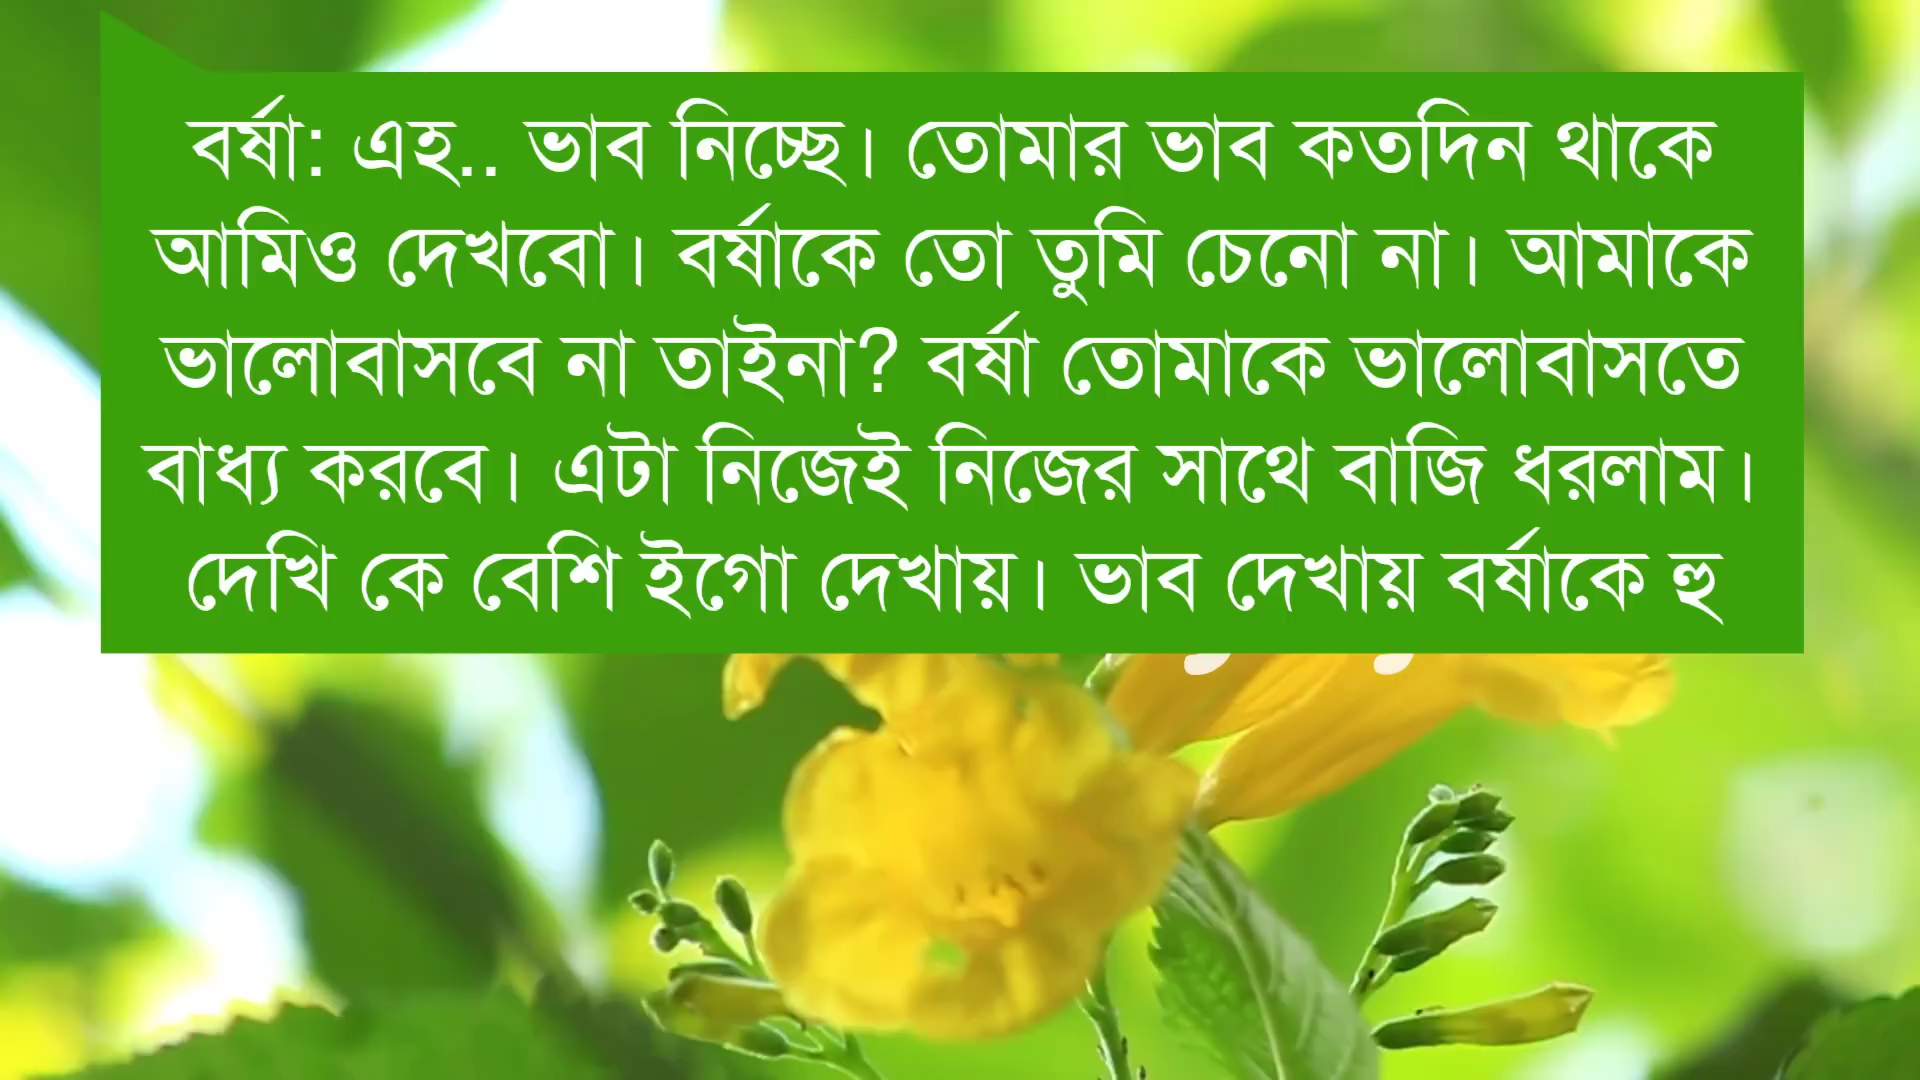 বর্ষা: এহ.. ভাব নিচ্ছে। তোমার ভাব কতদিন থাকে
আমিও দেখবো। বর্ষাকে তো তুমি চেনো না। আমাকে
ভালোবাসবে না তাইনা? বর্ষা তোমাকে ভালোবাসতে
বাধ্য করবে। এটা নিজেই নিজের সাথে বাজি ধরলাম।
দেখি কে বেশি ইগো দেখায়। ভাব দেখায় বর্ষাকে হু